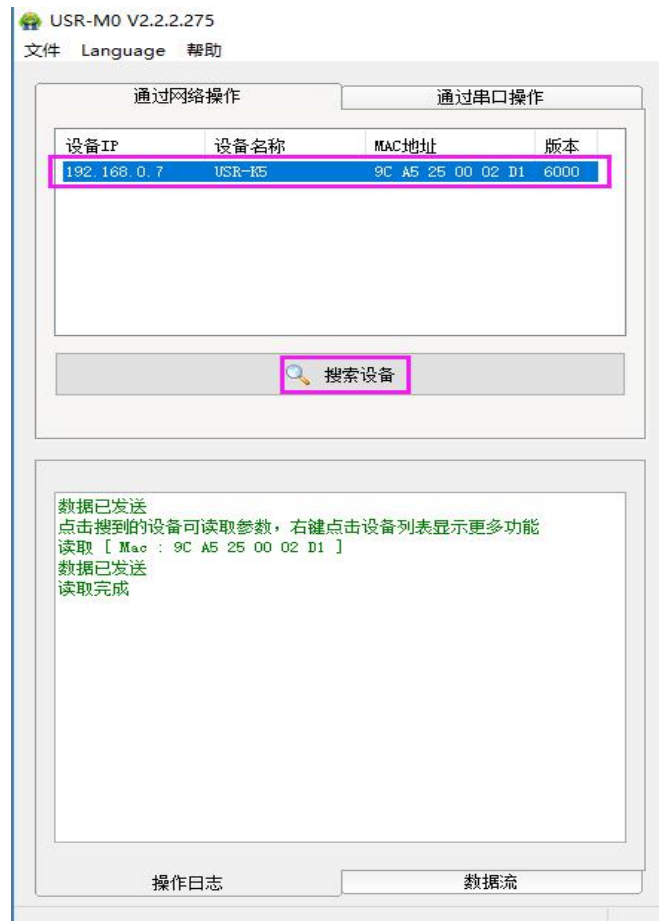 USR-M0 V2.2.2.275
文件 Language 帮助
通过网络操作 通过串口操作
设备IP 设备名称 MAC地址 版本
192.168.0.7 USR-K5 9C A5 25 00 02 D1 6000
搜索设备
数据已发送
点击搜到的设备可读取参数，右键点击设备列表显示更多功能
读取 [ Mac : 9C A5 25 00 02 D1 ]
数据已发送
读取完成
操作日志 数据流